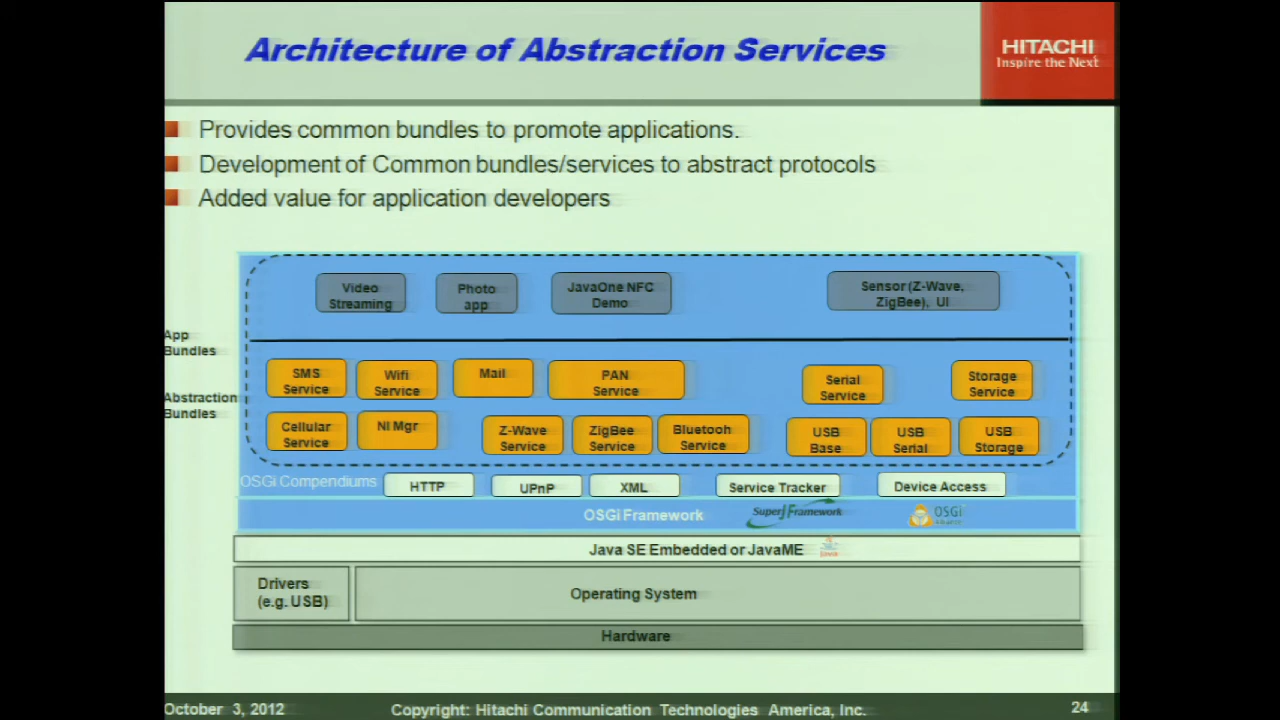 Architecture of Abstraction Services
HITACHI
Inspire the Next
Provides common bundles to promote applications.
Development of Common bundles/services to abstract protocols
Added value for application developers
Video
Streaming
Photo
app
JavaOne NFC
Demo
Sensor (Z-Wave,
ZigBee), UI
App
Bundles
SMS
Service
Wifi
Service
Mail
PAN
Service
Serial
Service
Storage
Service
Abstraction
Bundles
Cellular
Service
NI Mgr
Z-Wave
Service
ZigBee
Service
Bluetooh
Service
USB
Base
USB
Serial
USB
Storage
OSGi Compendiums
HTTP
UPnP
XML
Service Tracker
Device Access
OSGi Framework
SuperJFramework
OSGi
Java SE Embedded or JavaME
Java
Drivers
(e.g. USB)
Operating System
Hardware
October 3, 2012
Copyright: Hitachi Communication Technologies America, Inc.
24